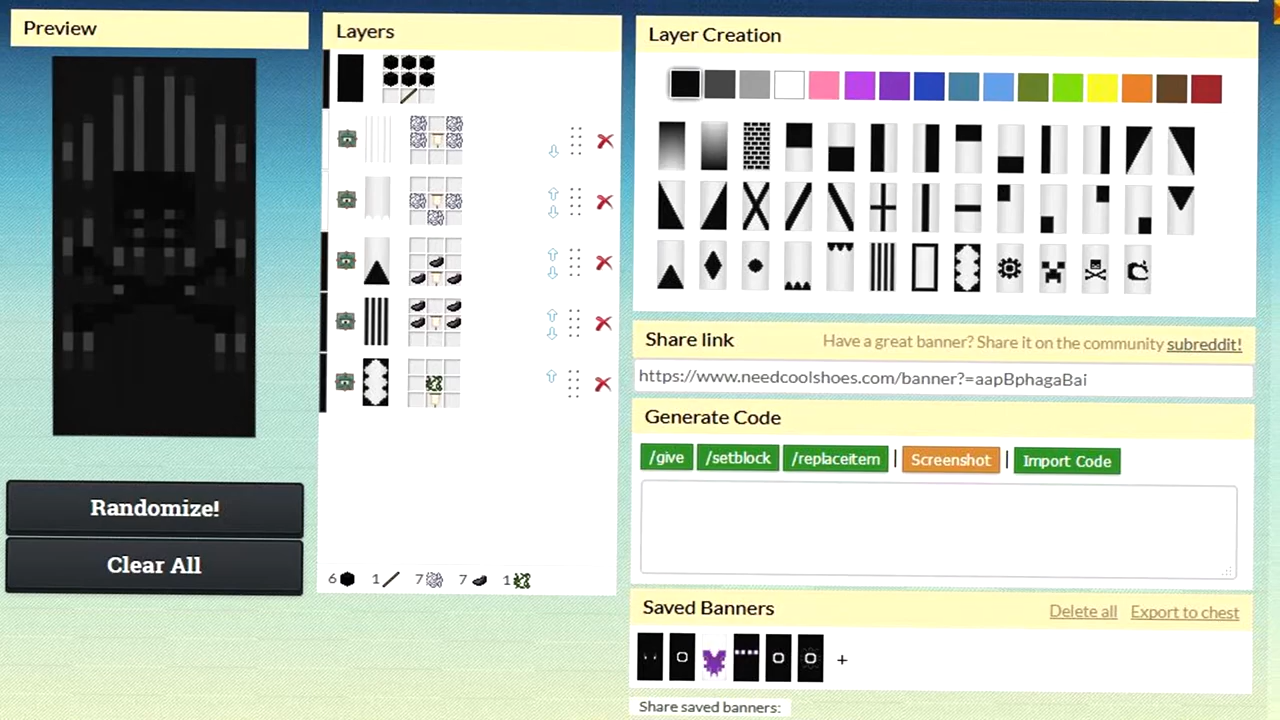 Preview
Layers
6 1 7 7 1
Randomize!
Clear All
Layer Creation
Share link
Have a great banner? Share it on the community subreddit!
https://www.needcoolshoes.com/banner?=aapBphagaBai
Generate Code
/give /setblock /replaceitem | Screenshot | Import Code
Saved Banners
Delete all Export to chest
+
Share saved banners: